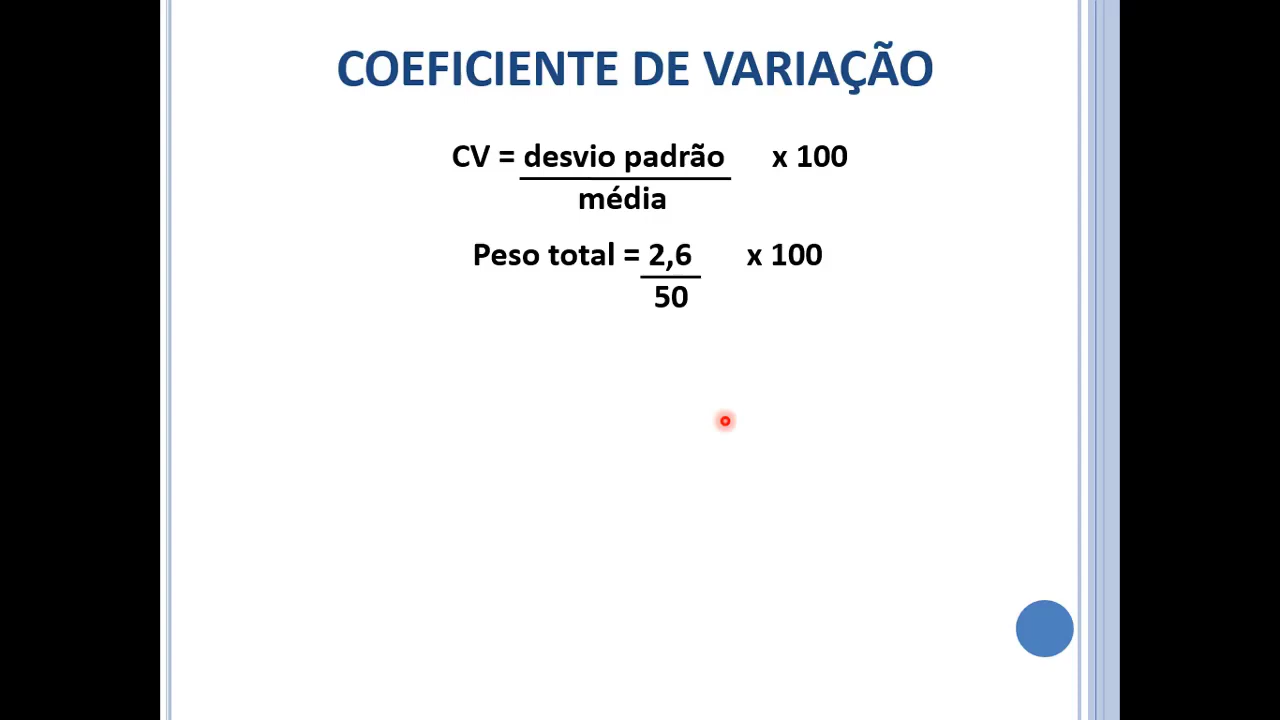 COEFICIENTE DE VARIAÇÃO
CV = desvio padrão x 100
média
Peso total = 2,6 x 100
50